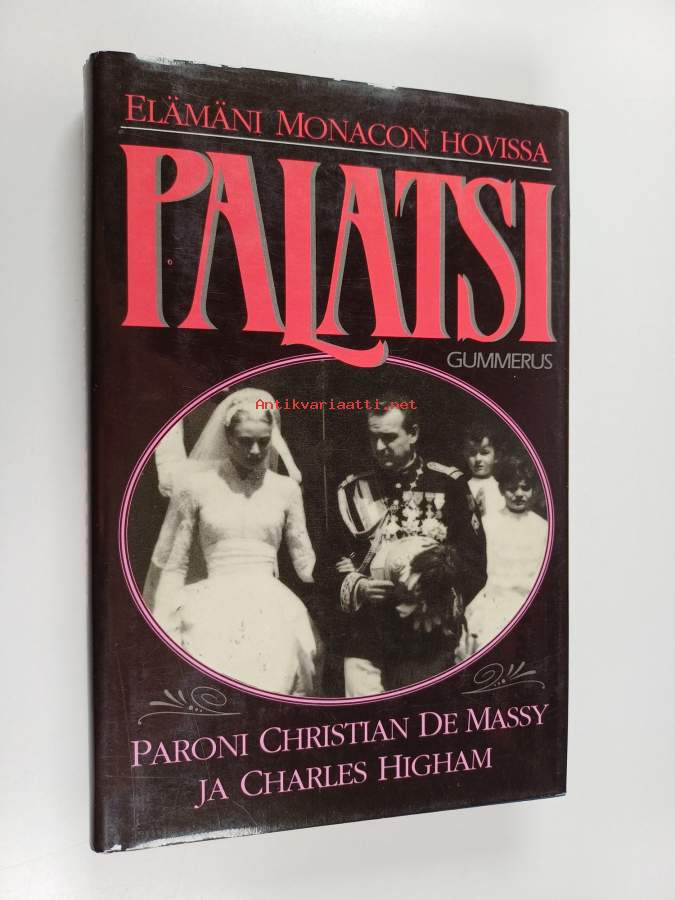 ELÄMÄNI MONACON HOVISSA
PALATSI
GUMMERUS
Antikvariaatti.net
PARONI CHRISTIAN DE MASSY
JA CHARLES HIGHAM